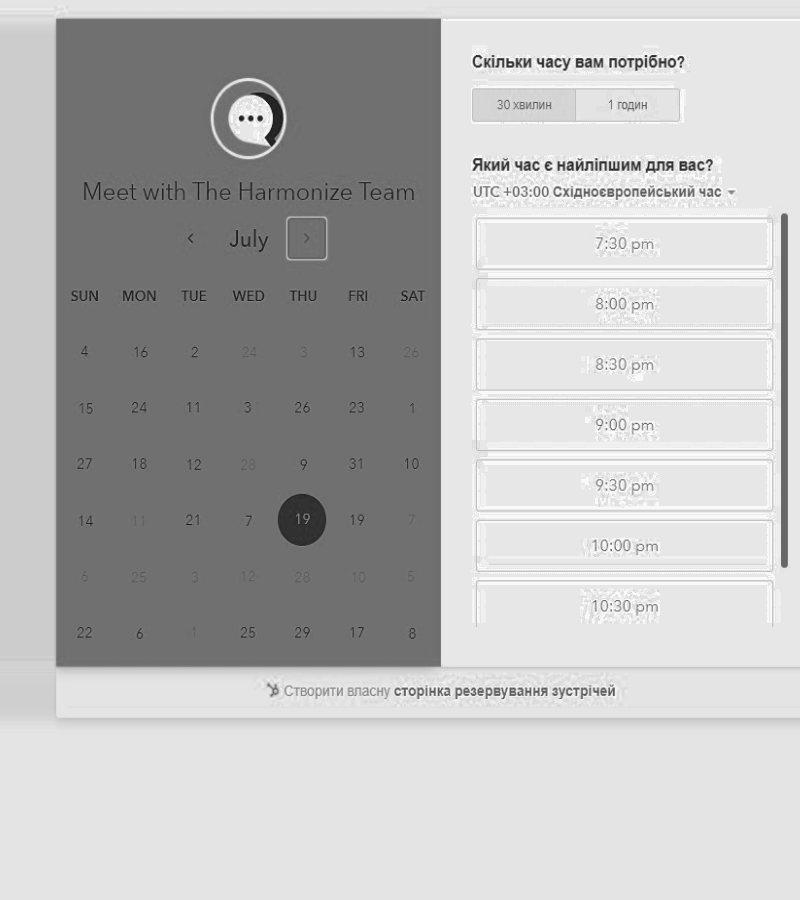 Meet with The Harmonize Team
July
SUN MON TUE WED THU FRI SAT
4 16 2 24 3 13 26
15 24 11 3 26 23 1
27 18 12 28 9 31 10
14 11 21 7 19 19 7
6 25 3 12 28 10 5
22 6 1 25 29 17 8
Скільки часу вам потрібно?
30 хвилин 1 годин
Який час є найліпшим для вас?
UTC +03:00 Східноєвропейський час
7:30 pm
8:00 pm
8:30 pm
9:00 pm
9:30 pm
10:00 pm
10:30 pm
Створити власну сторінка резервування зустрічей